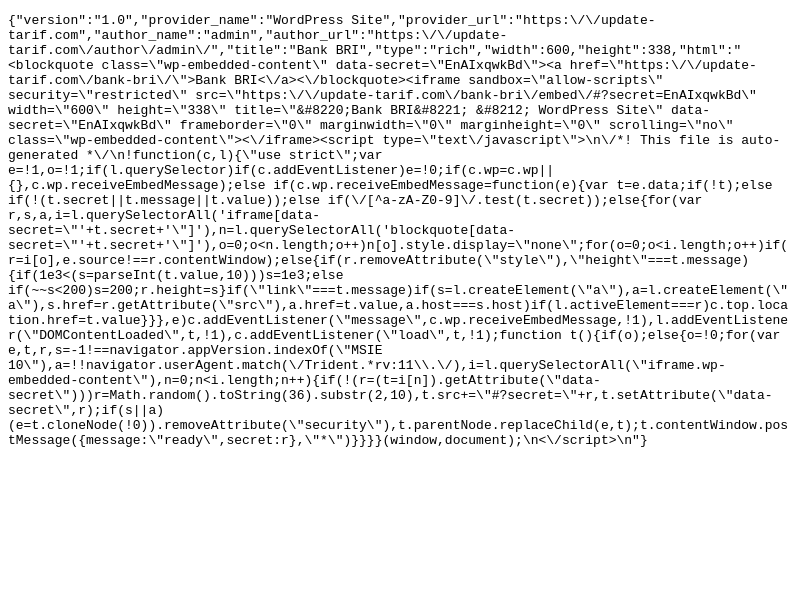 {"version":"1.0","provider_name":"WordPress Site","provider_url":"https:\/\/update-
tarif.com","author_name":"admin","author_url":"https:\/\/update-
tarif.com\/author\/admin\/","title":"Bank BRI","type":"rich","width":600,"height":338,"html":"
<blockquote class=\"wp-embedded-content\" data-secret=\"EnAIxqwkBd\"><a href=\"https:\/\/update-
tarif.com\/bank-bri\/\">Bank BRI<\/a><\/blockquote><iframe sandbox=\"allow-scripts\"
security=\"restricted\" src=\"https:\/\/update-tarif.com\/bank-bri\/embed\/#?secret=EnAIxqwkBd\"
width=\"600\" height=\"338\" title=\"&#8220;Bank BRI&#8221; &#8212; WordPress Site\" data-
secret=\"EnAIxqwkBd\" frameborder=\"0\" marginwidth=\"0\" marginheight=\"0\" scrolling=\"no\"
class=\"wp-embedded-content\"><\/iframe><script type=\"text\/javascript\">\n\/*! This file is auto-
generated *\/\n!function(c,l){\"use strict\";var
e=!1,o=!1;if(l.querySelector)if(c.addEventListener)e=!0;if(c.wp=c.wp||
{},c.wp.receiveEmbedMessage);else if(c.wp.receiveEmbedMessage=function(e){var t=e.data;if(!t);else
if(!(t.secret||t.message||t.value));else if(\/[^a-zA-Z0-9]\/.test(t.secret));else{for(var
r,s,a,i=l.querySelectorAll('iframe[data-
secret=\"'+t.secret+'\"]'),n=l.querySelectorAll('blockquote[data-
secret=\"'+t.secret+'\"]'),o=0;o<n.length;o++)n[o].style.display=\"none\";for(o=0;o<i.length;o++)if(
r=i[o],e.source!==r.contentWindow);else{if(r.removeAttribute(\"style\"),\"height\"===t.message)
{if(1e3<(s=parseInt(t.value,10)))s=1e3;else
if(~~s<200)s=200;r.height=s}if(\"link\"===t.message)if(s=l.createElement(\"a\"),a=l.createElement(\"
a\"),s.href=r.getAttribute(\"src\"),a.href=t.value,a.host===s.host)if(l.activeElement===r)c.top.loca
tion.href=t.value}}},e)c.addEventListener(\"message\",c.wp.receiveEmbedMessage,!1),l.addEventListene
r(\"DOMContentLoaded\",t,!1),c.addEventListener(\"load\",t,!1);function t(){if(o);else{o=!0;for(var
e,t,r,s=-1!==navigator.appVersion.indexOf(\"MSIE
10\"),a=!!navigator.userAgent.match(\/Trident.*rv:11\\.\/),i=l.querySelectorAll(\"iframe.wp-
embedded-content\"),n=0;n<i.length;n++){if(!(r=(t=i[n]).getAttribute(\"data-
secret\")))r=Math.random().toString(36).substr(2,10),t.src+=\"#?secret=\"+r,t.setAttribute(\"data-
secret\",r);if(s||a)
(e=t.cloneNode(!0)).removeAttribute(\"security\"),t.parentNode.replaceChild(e,t);t.contentWindow.pos
tMessage({message:\"ready\",secret:r},\"*\")}}}}(window,document);\n<\/script>\n"}